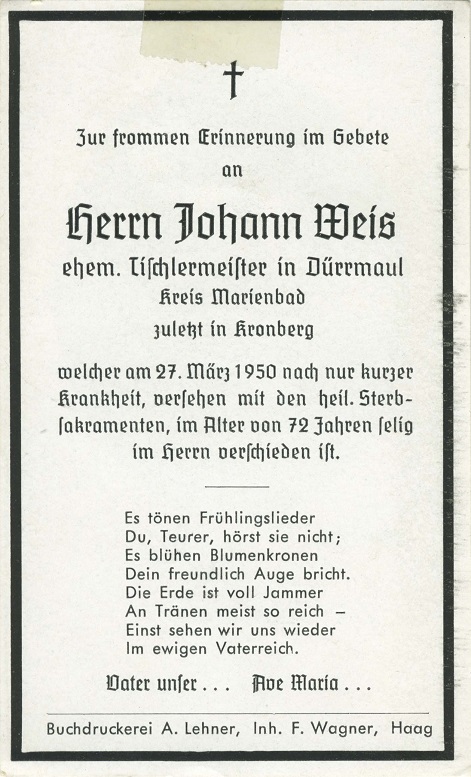 Zur frommen Erinnerung im Gebete
an
Herrn Johann Weis
ehem. Tischlermeister in Dürrmaul
Kreis Marienbad
zuletzt in Kronberg
welcher am 27. März 1950 nach nur kurzer
Krankheit, versehen mit den heil. Sterb-
sakramenten, im Alter von 72 Jahren selig
im Herrn verschieden ist.
Es tönen Frühlingslieder
Du, Teurer, hörst sie nicht;
Es blühen Blumenkronen
Dein freundlich Auge bricht.
Die Erde ist voll Jammer
An Tränen meist so reich –
Einst sehen wir uns wieder
Im ewigen Vaterreich.
Vater unser . . .   Ave Maria . . .
Buchdruckerei A. Lehner, Inh. F. Wagner, Haag